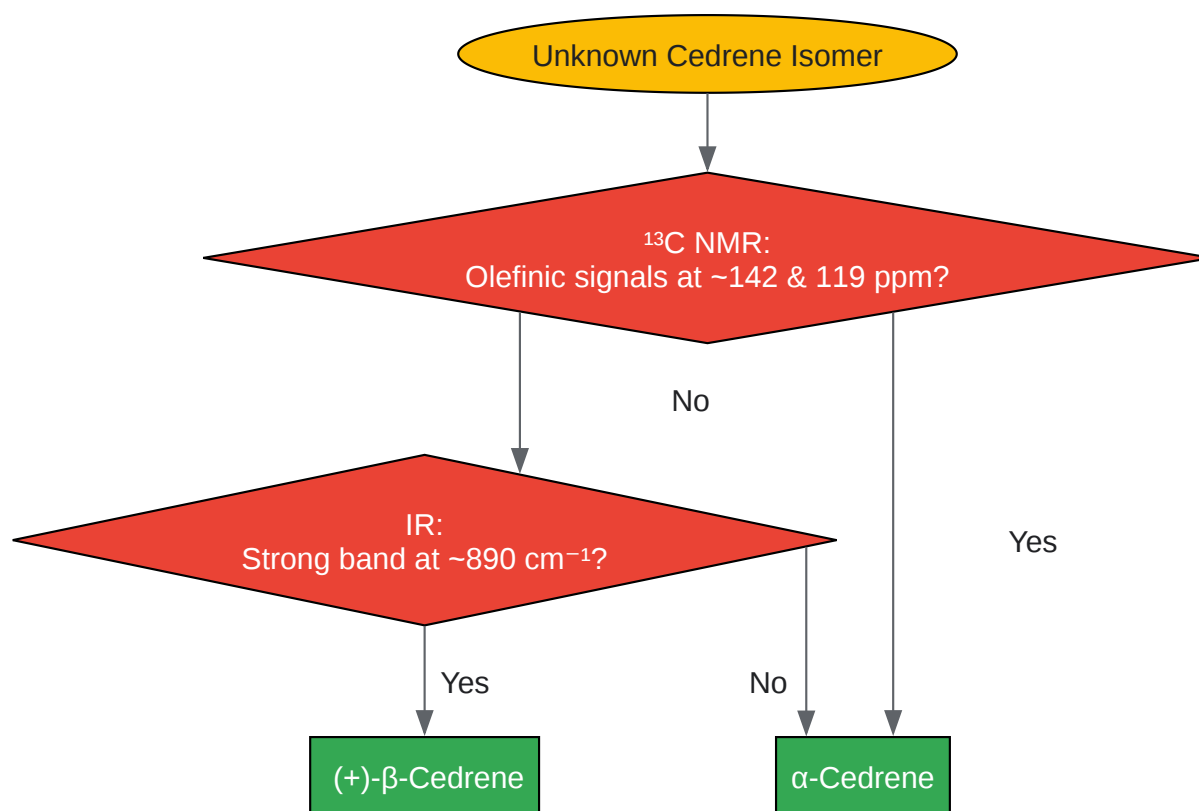 Unknown Cedrene Isomer
¹³C NMR:
Olefinic signals at ~142 & 119 ppm?
No
IR:
Strong band at ~890 cm⁻¹?
Yes
Yes
No
(+)-β-Cedrene
α-Cedrene